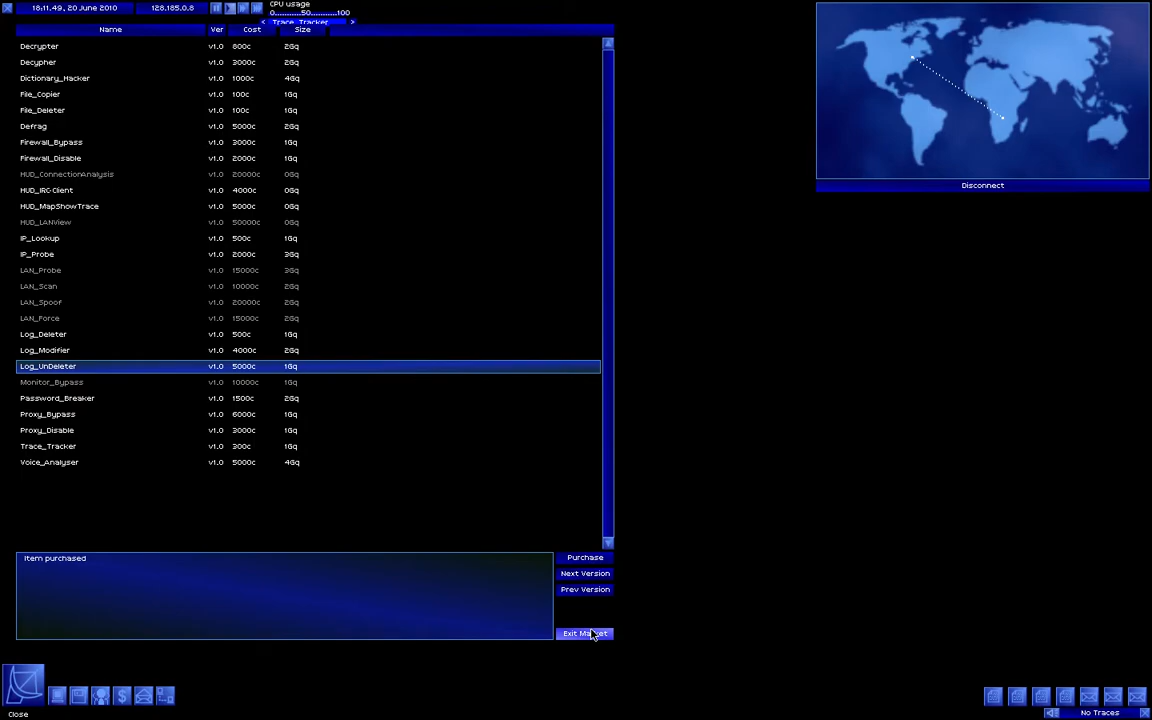 18:11.49, 20 June 2010 128.185.0.8 CPU usage
0.........50.........100
< Trace_Tracker >
Name Ver Cost Size
Decrypter v1.0 800c 2Gq
Decypher v1.0 3000c 2Gq
Dictionary_Hacker v1.0 1000c 4Gq
File_Copier v1.0 100c 1Gq
File_Deleter v1.0 100c 1Gq
Defrag v1.0 5000c 2Gq
Firewall_Bypass v1.0 3000c 1Gq
Firewall_Disable v1.0 2000c 1Gq
HUD_ConnectionAnalysis v1.0 20000c 0Gq
HUD_IRC-Client v1.0 4000c 0Gq
HUD_MapShowTrace v1.0 5000c 0Gq
HUD_LANView v1.0 50000c 0Gq
IP_Lookup v1.0 500c 1Gq
IP_Probe v1.0 2000c 3Gq
LAN_Probe v1.0 15000c 3Gq
LAN_Scan v1.0 10000c 2Gq
LAN_Spoof v1.0 20000c 2Gq
LAN_Force v1.0 15000c 2Gq
Log_Deleter v1.0 500c 1Gq
Log_Modifier v1.0 4000c 2Gq
Log_UnDeleter v1.0 5000c 1Gq
Monitor_Bypass v1.0 10000c 1Gq
Password_Breaker v1.0 1500c 2Gq
Proxy_Bypass v1.0 6000c 1Gq
Proxy_Disable v1.0 3000c 1Gq
Trace_Tracker v1.0 300c 1Gq
Voice_Analyser v1.0 5000c 4Gq
Item purchased
Purchase
Next Version
Prev Version
Exit Market
Disconnect
Close
No Traces